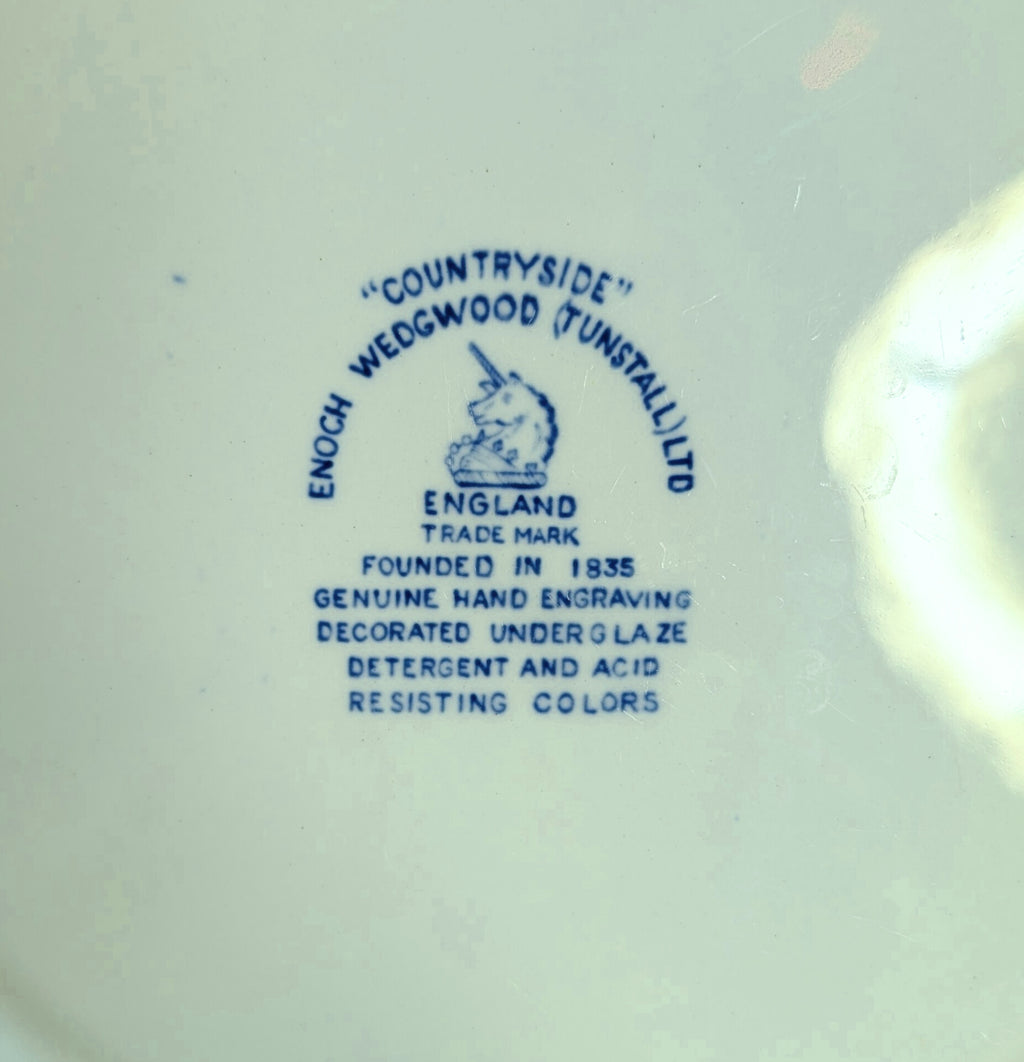 “COUNTRYSIDE”
ENOCH WEDGWOOD (TUNSTALL) LTD
ENGLAND
TRADE MARK
FOUNDED IN 1835
GENUINE HAND ENGRAVING
DECORATED UNDERGLAZE
DETERGENT AND ACID
RESISTING COLORS